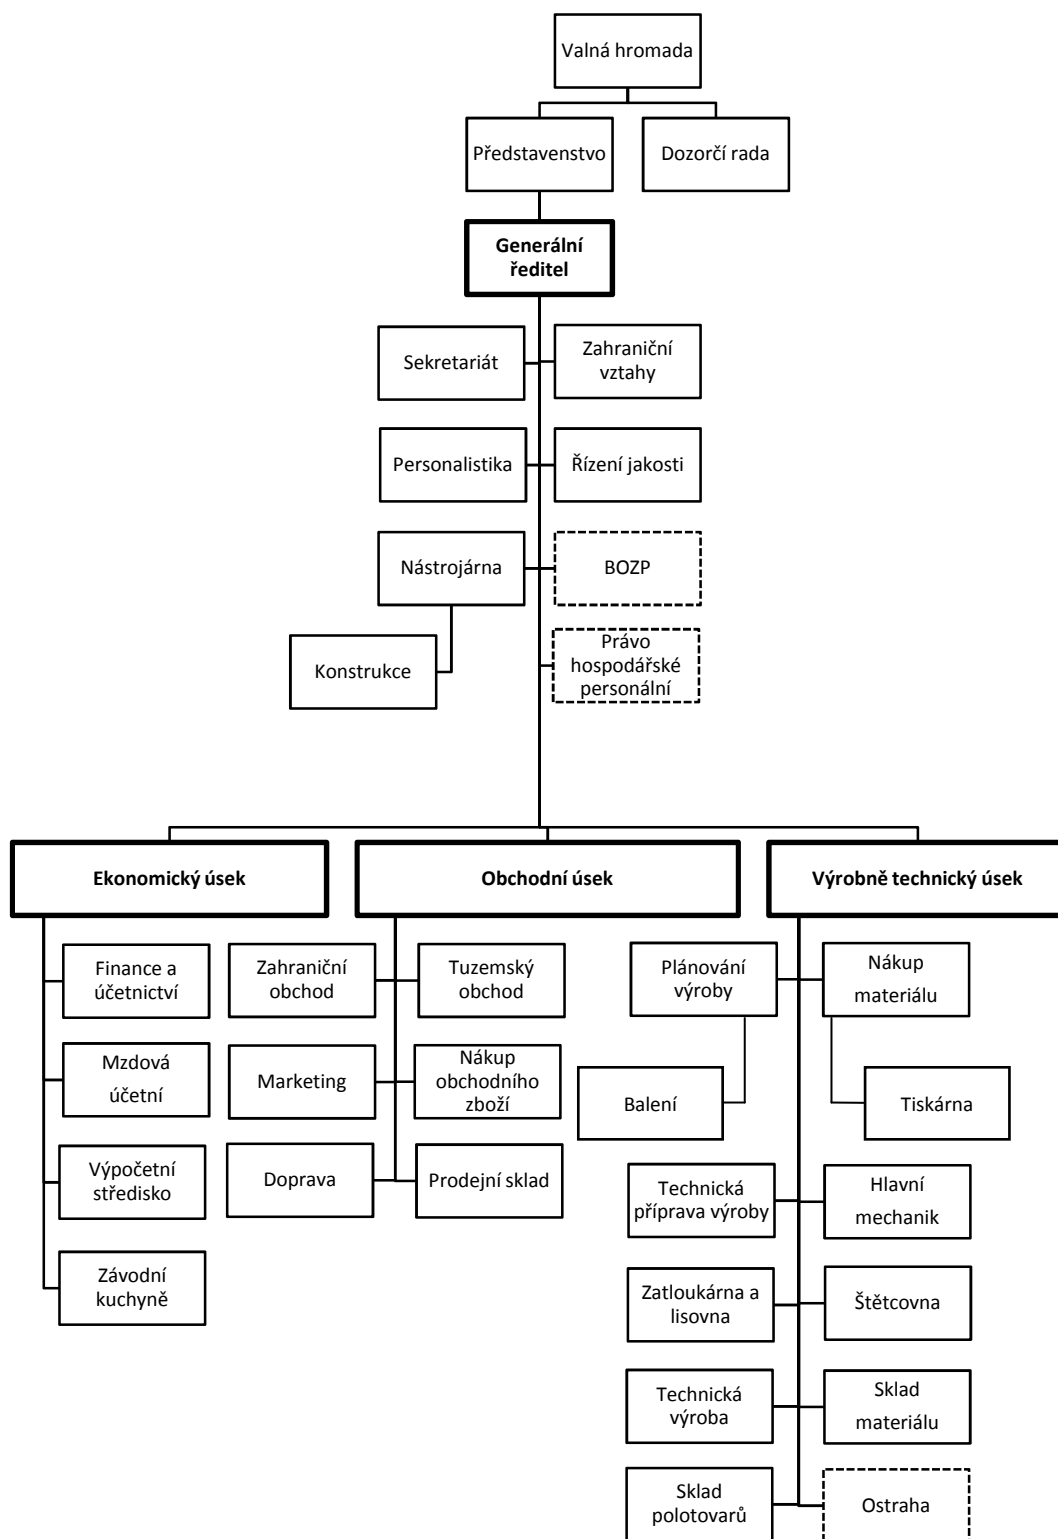 Valná hromada
Představenstvo
Dozorčí rada
Generální
ředitel
Sekretariát
Zahraniční
vztahy
Personalistika
Řízení jakosti
Nástrojárna
BOZP
Konstrukce
Právo
hospodářské
personální
Ekonomický úsek
Obchodní úsek
Výrobně technický úsek
Finance a
účetnictví
Zahraniční
obchod
Tuzemský
obchod
Plánování
výroby
Nákup
materiálu
Mzdová
účetní
Marketing
Nákup
obchodního
zboží
Balení
Tiskárna
Výpočetní
středisko
Doprava
Prodejní sklad
Technická
příprava výroby
Hlavní
mechanik
Závodní
kuchyně
Zatloukárna a
lisovna
Štětcovna
Technická
výroba
Sklad
materiálu
Sklad
polotovarů
Ostraha